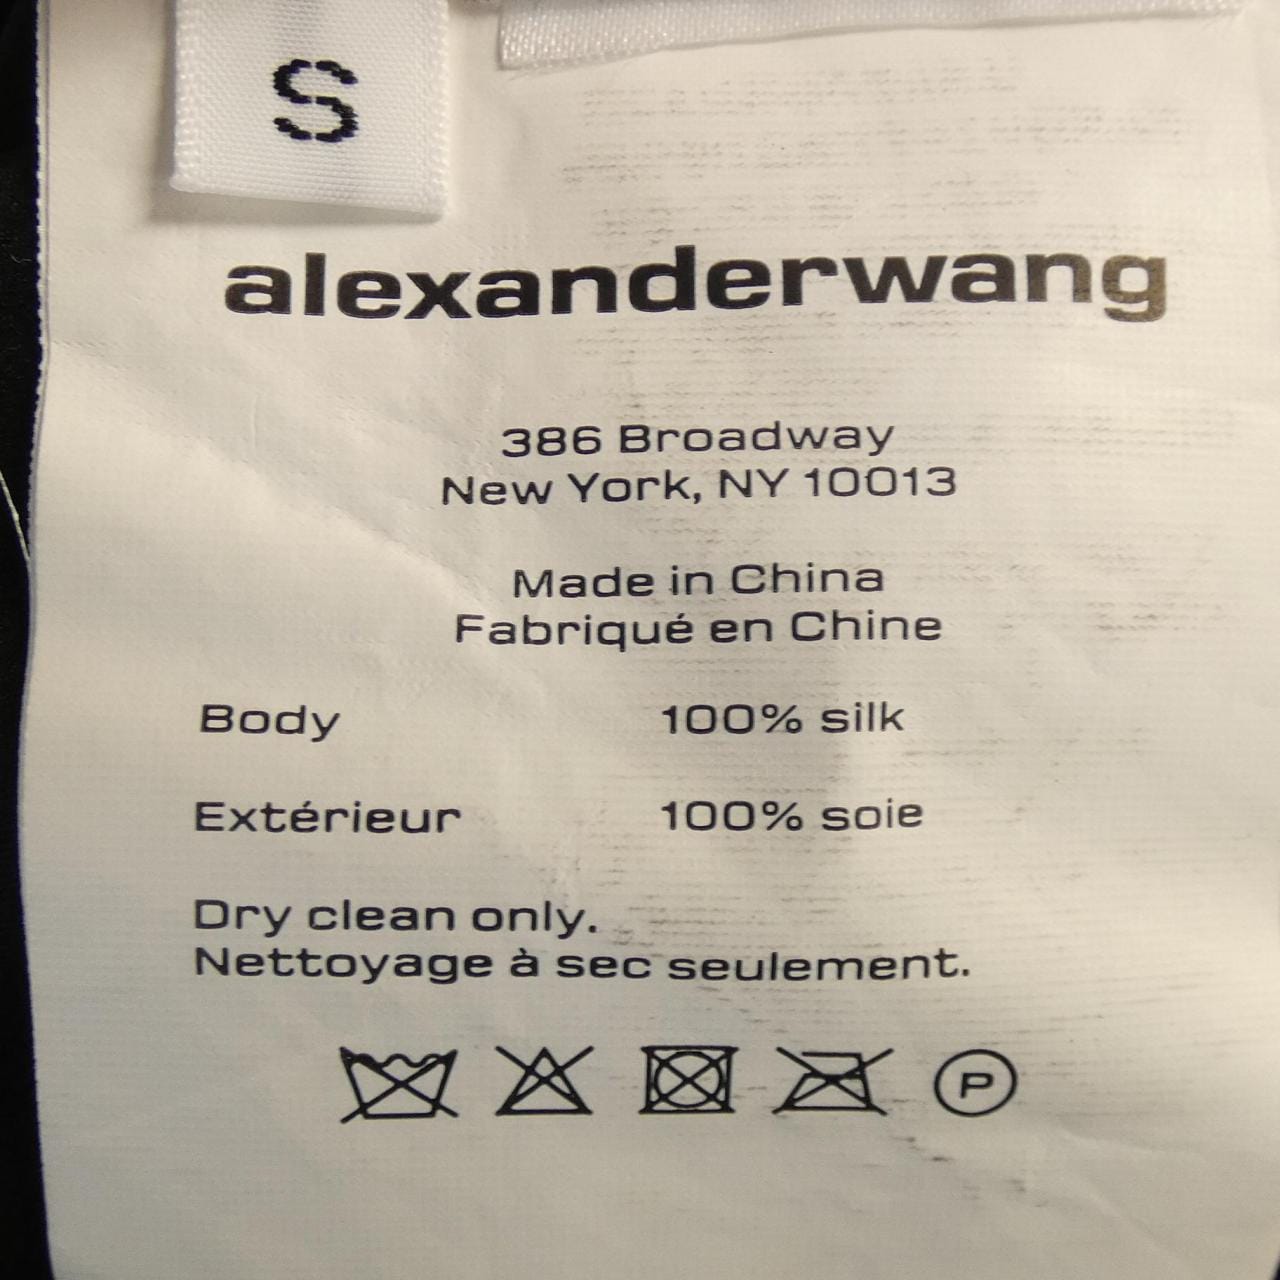 S
alexanderwang
386 Broadway
New York, NY 10013
Made in China
Fabriqué en Chine
Body 100% silk
Extérieur 100% soie
Dry clean only.
Nettoyage à sec seulement.
P